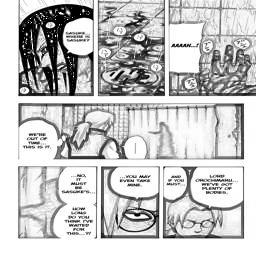 AAAAH...!
SASUKE...
WHERE IS
SASUKE?
WE'RE
OUT OF
TIME...
THIS IS IT.
LORD
OROCHIMARU...
WE'VE GOT
PLENTY OF
BODIES.
AND IF
YOU
MUST...
...YOU MAY
EVEN TAKE
MINE.
...NO,
IT
MUST BE
SASUKE'S!
HOW
LONG DO
YOU THINK
I'VE
WAITED
FOR
THIS...?!